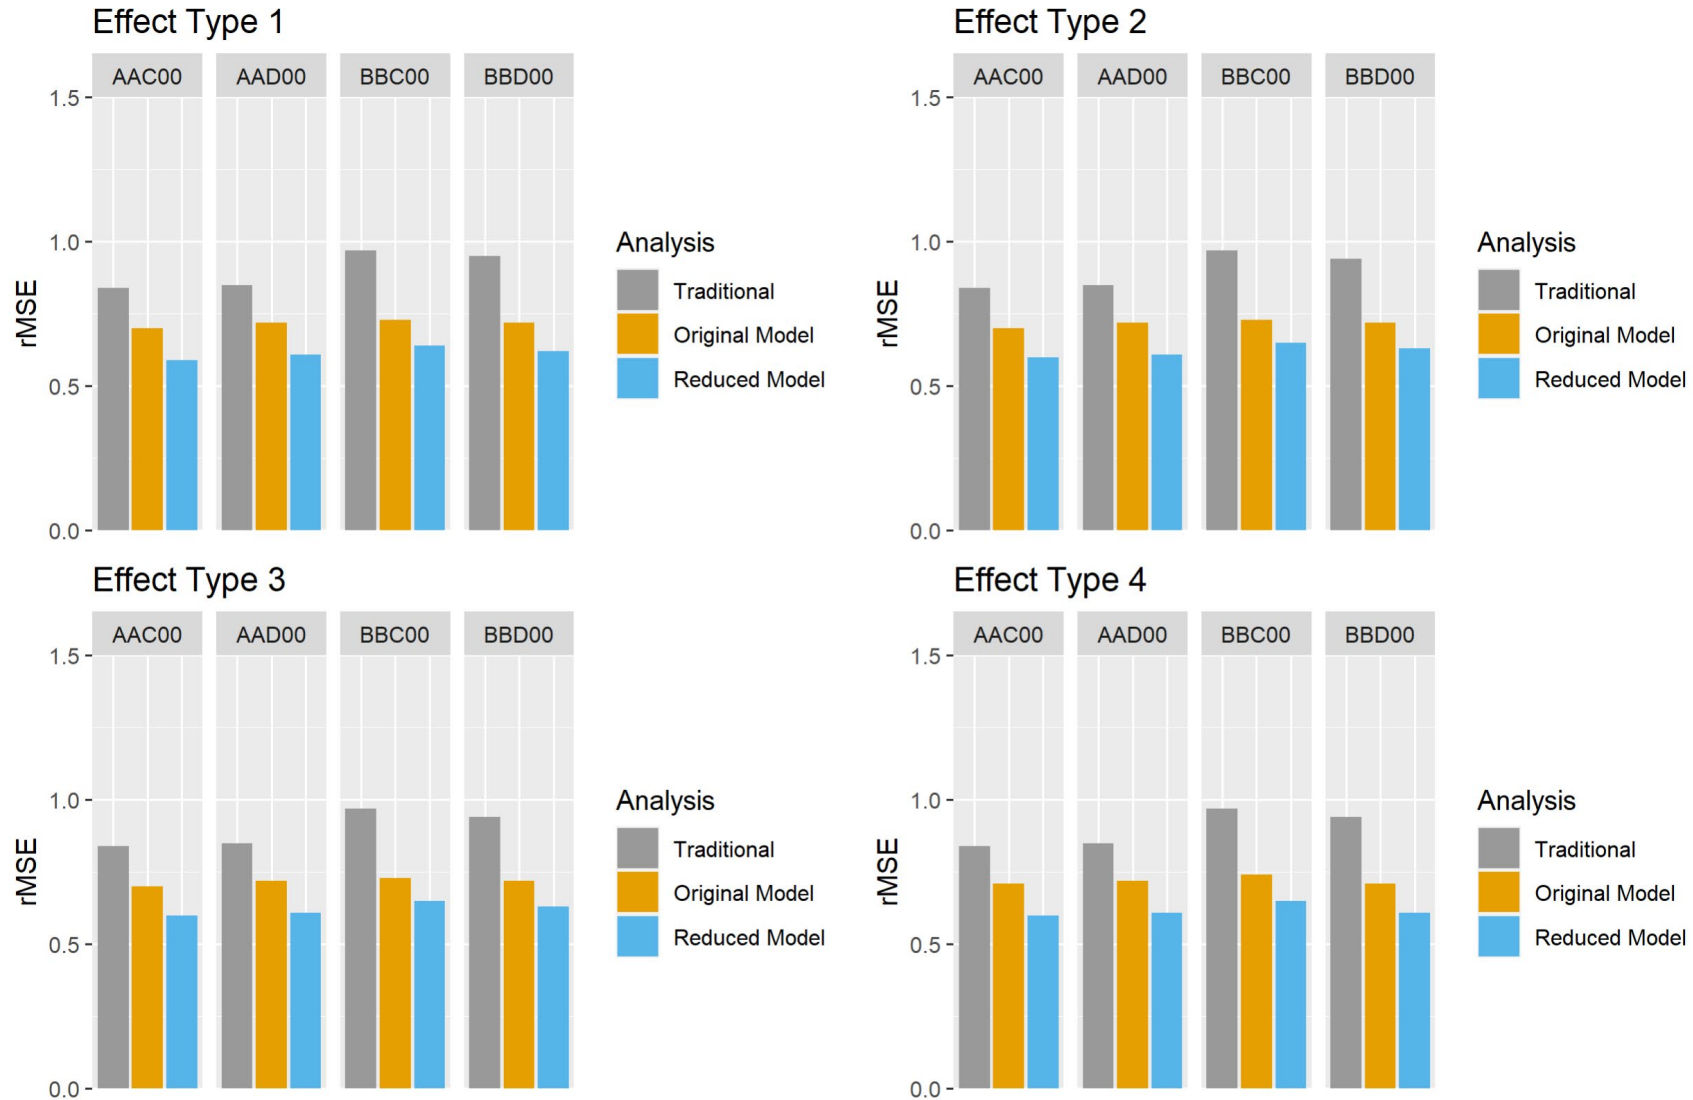 Effect Type 1
AAC00 AAD00 BBC00 BBD00
1.5
1.0
0.5
0.0
rMSE
Analysis
Traditional
Original Model
Reduced Model
Effect Type 2
AAC00 AAD00 BBC00 BBD00
1.5
1.0
0.5
0.0
rMSE
Analysis
Traditional
Original Model
Reduced Model
Effect Type 3
AAC00 AAD00 BBC00 BBD00
1.5
1.0
0.5
0.0
rMSE
Analysis
Traditional
Original Model
Reduced Model
Effect Type 4
AAC00 AAD00 BBC00 BBD00
1.5
1.0
0.5
0.0
rMSE
Analysis
Traditional
Original Model
Reduced Model